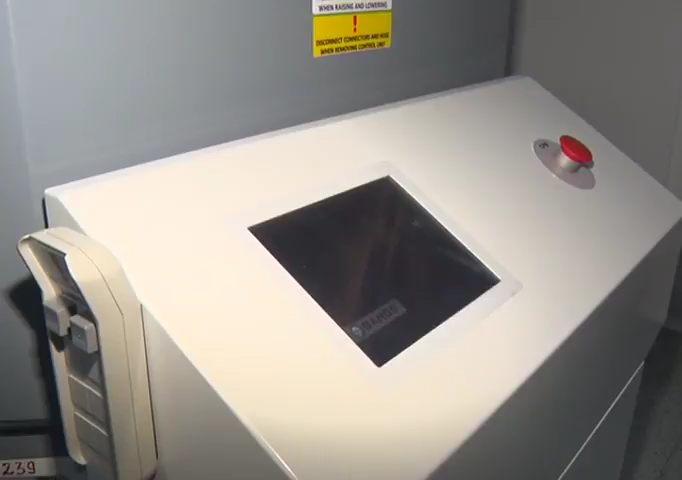 WHEN RAISING AND LOWERING
!
DISCONNECT CONNECTORS AND HOSE
WHEN REMOVING CONTROL UNIT
239